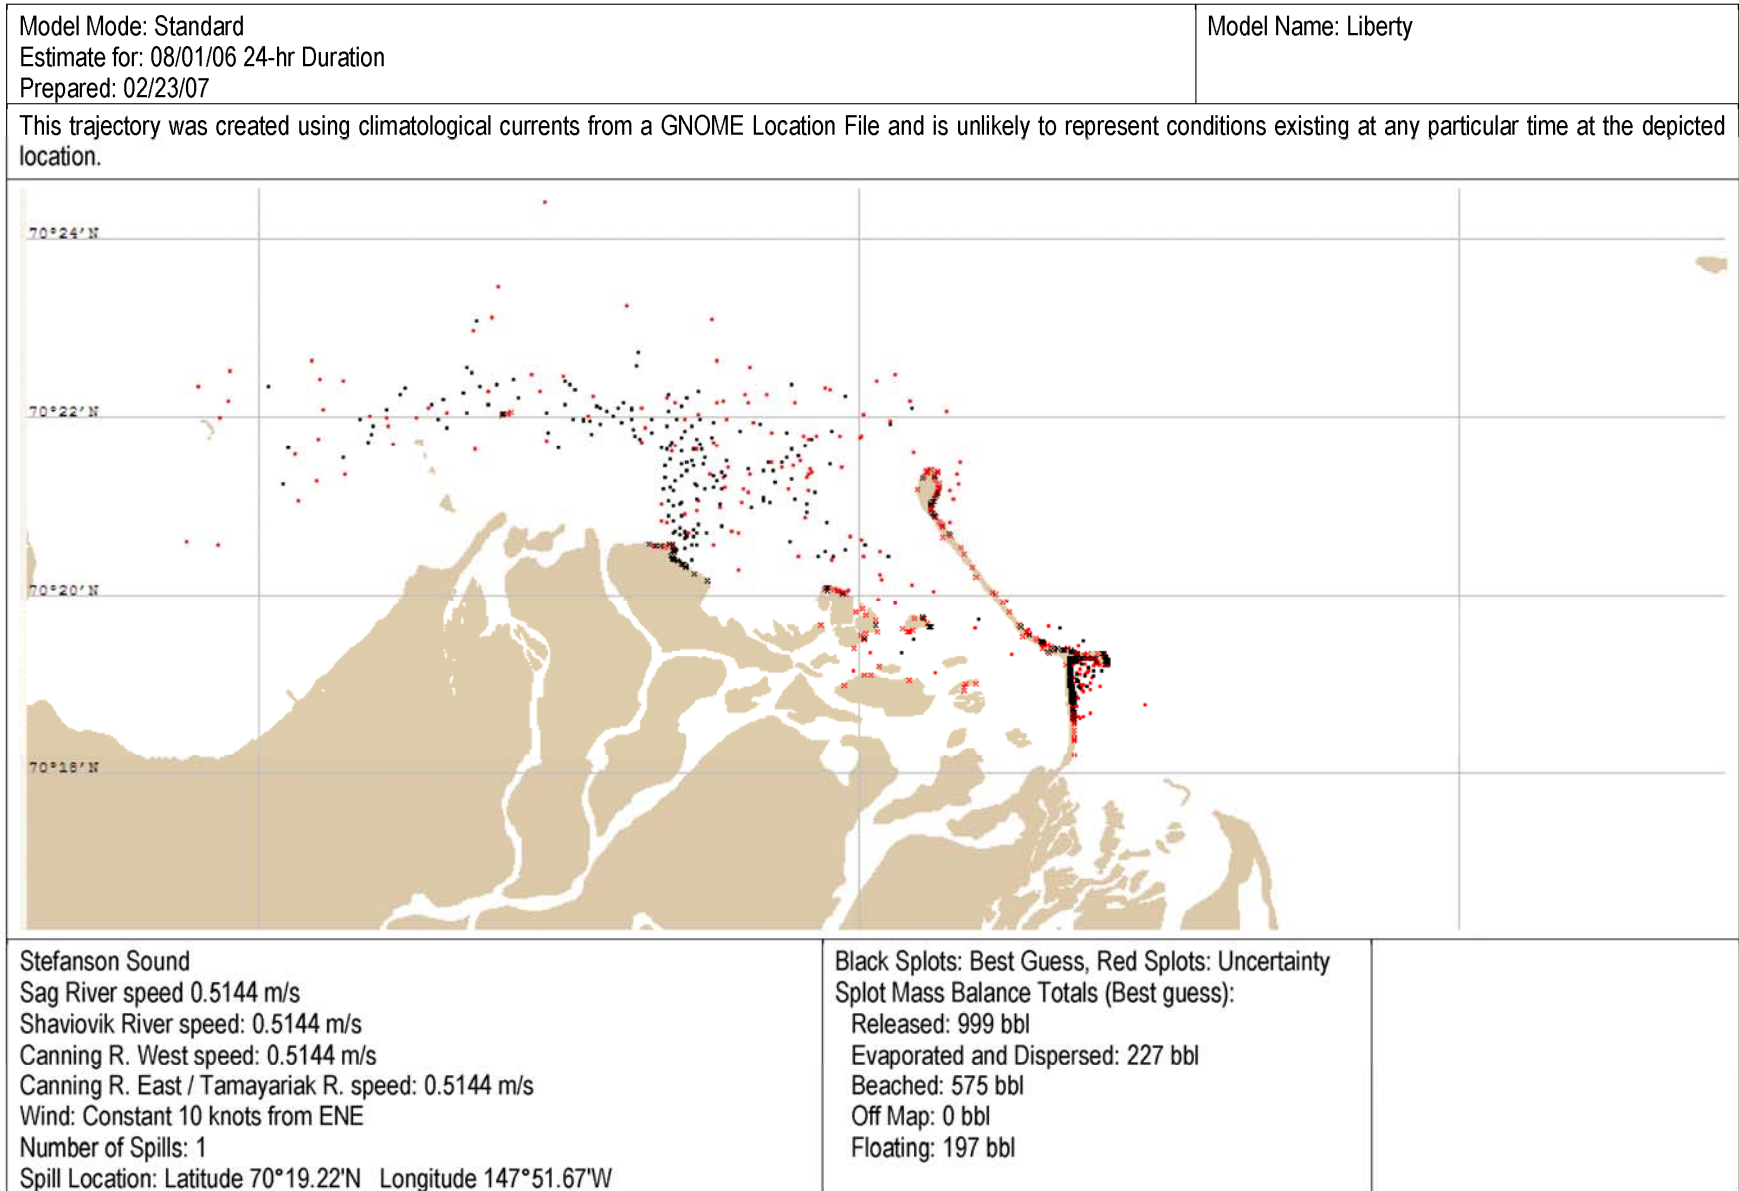 Model Mode: Standard
Estimate for: 08/01/06 24-hr Duration
Prepared: 02/23/07
Model Name: Liberty
This trajectory was created using climatological currents from a GNOME Location File and is unlikely to represent conditions existing at any particular time at the depicted
location.
70°24'N
70°22'N
70°20'N
70°18'N
Stefanson Sound
Sag River speed 0.5144 m/s
Shaviovik River speed: 0.5144 m/s
Canning R. West speed: 0.5144 m/s
Canning R. East / Tamayariak R. speed: 0.5144 m/s
Wind: Constant 10 knots from ENE
Number of Spills: 1
Spill Location: Latitude 70°19.22'N Longitude 147°51.67'W
Black Splots: Best Guess, Red Splots: Uncertainty
Splot Mass Balance Totals (Best guess):
Released: 999 bbl
Evaporated and Dispersed: 227 bbl
Beached: 575 bbl
Off Map: 0 bbl
Floating: 197 bbl